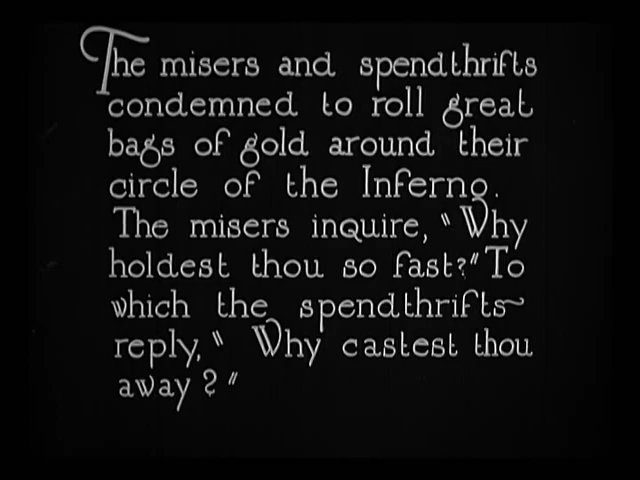 The misers and spendthrifts
condemned to roll great
bags of gold around their
circle of the Inferno.
The misers inquire, "Why
holdest thou so fast?" To
which the spendthrifts~
reply, " Why castest thou
away ? "